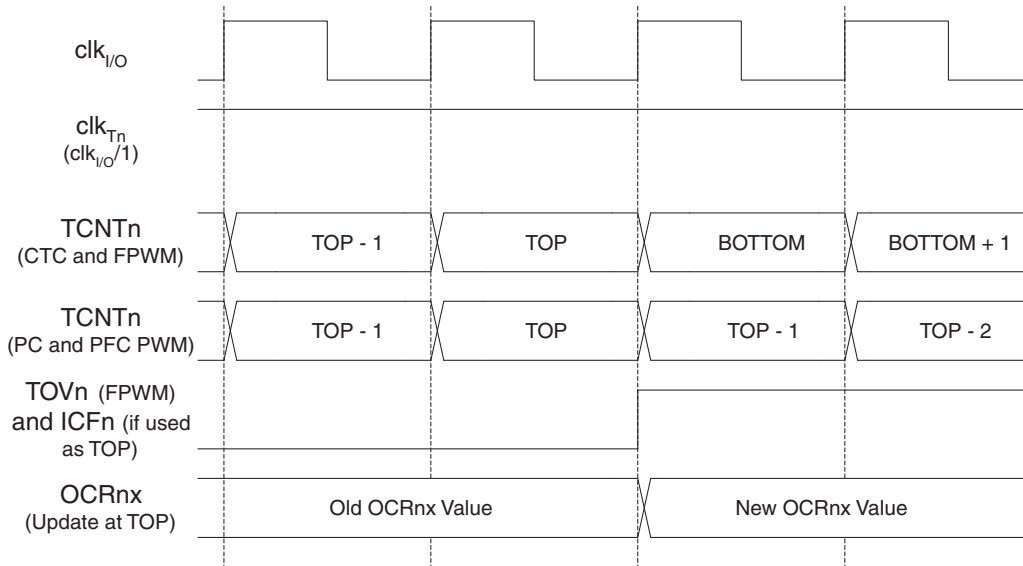 clkI/O
clkTn
(clkI/O/1)
TCNTn
(CTC and FPWM)
TOP - 1
TOP
BOTTOM
BOTTOM + 1
TCNTn
(PC and PFC PWM)
TOP - 1
TOP
TOP - 1
TOP - 2
TOVn (FPWM)
and ICFn (if used
as TOP)
OCRnx
(Update at TOP)
Old OCRnx Value
New OCRnx Value